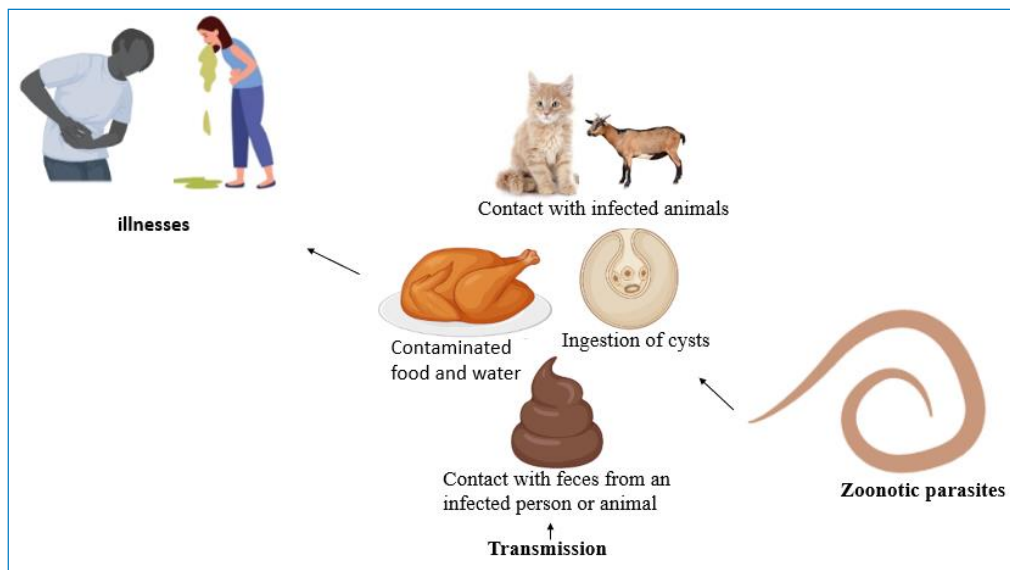 illnesses
Contact with infected animals
Contaminated
food and water
Ingestion of cysts
Contact with feces from an
infected person or animal
Zoonotic parasites
Transmission